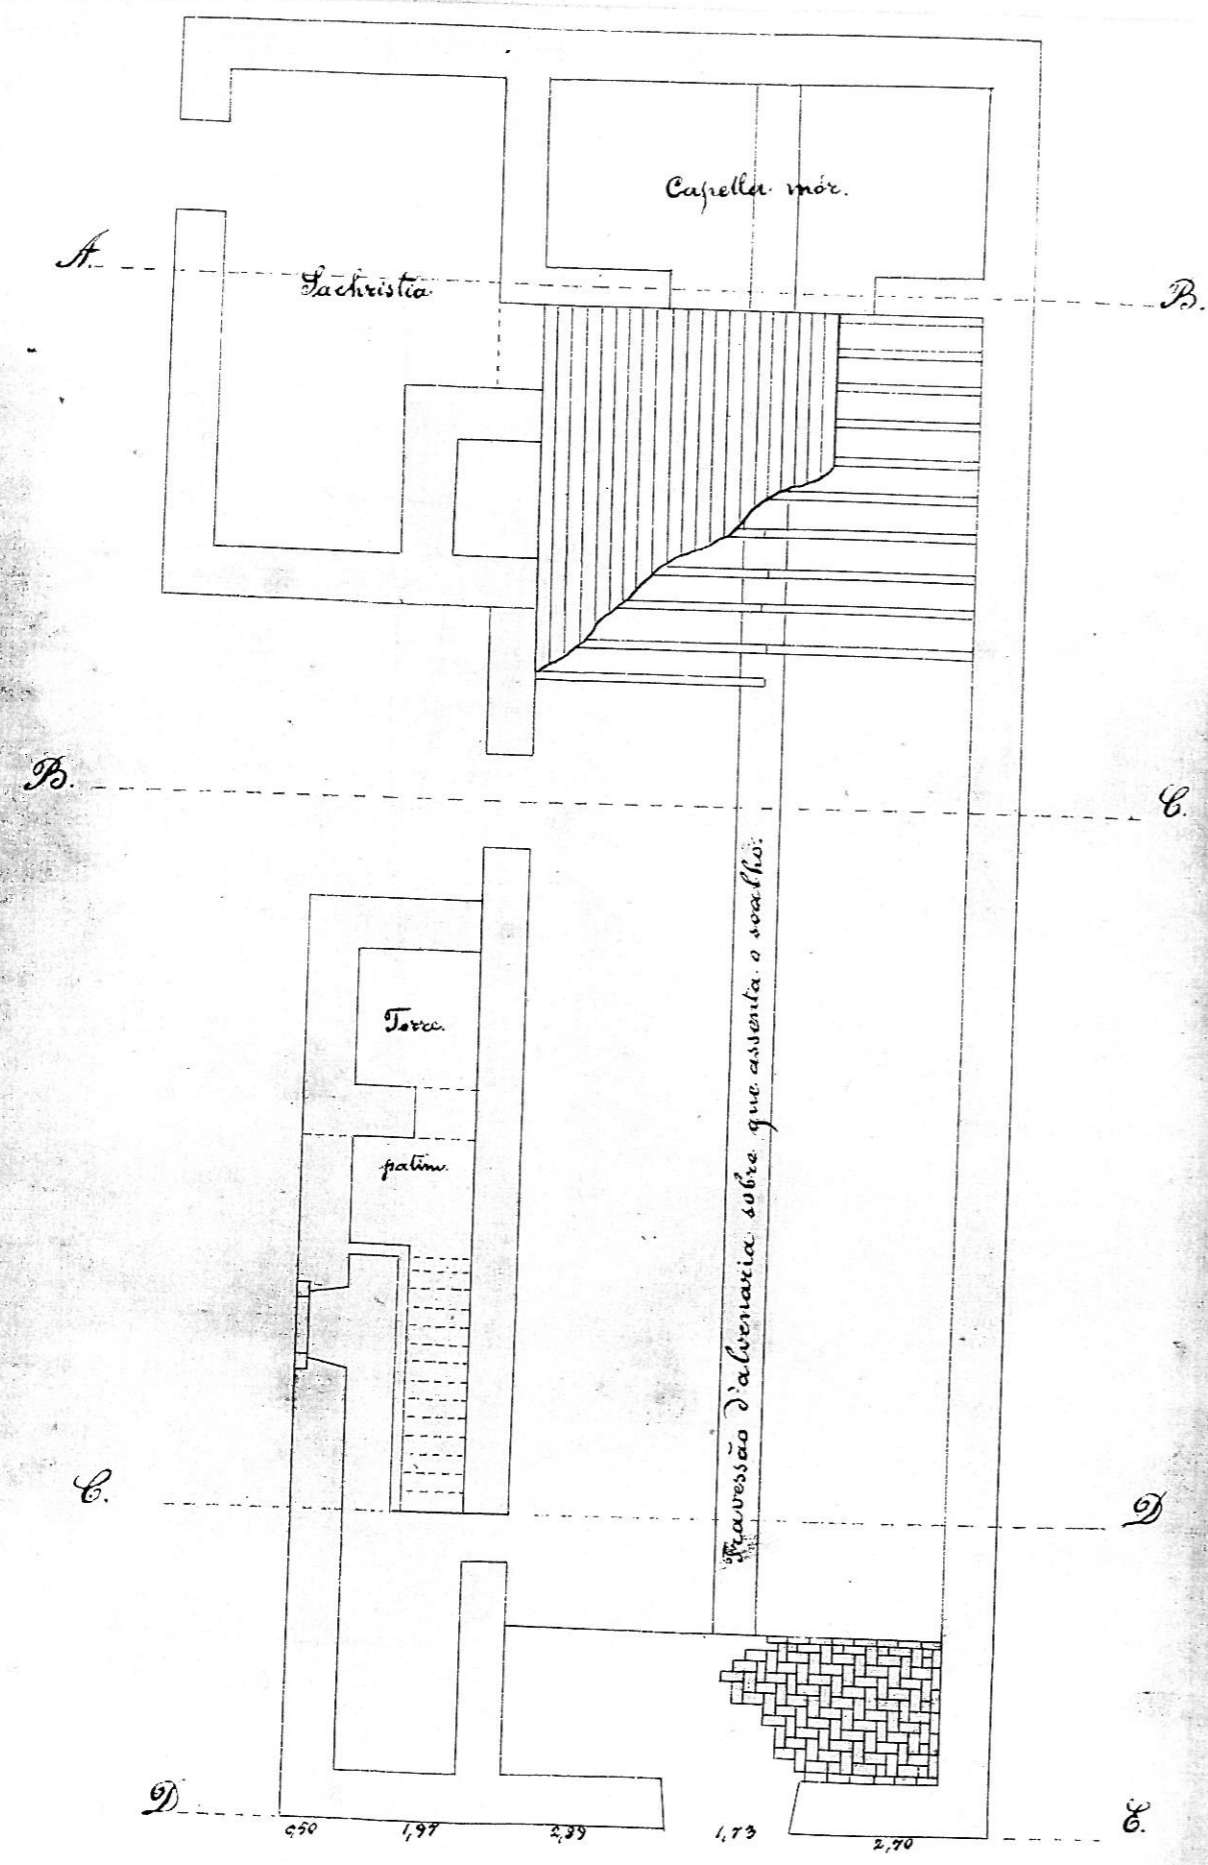 Capella mór.
A.
Sachristia
B.
B.
C.
Travessão d'alvenaria sobre que assenta o soalho.
Torre.
patim.
C.
D
D
E.
0,50
1,97
2,99
1,73
2,70